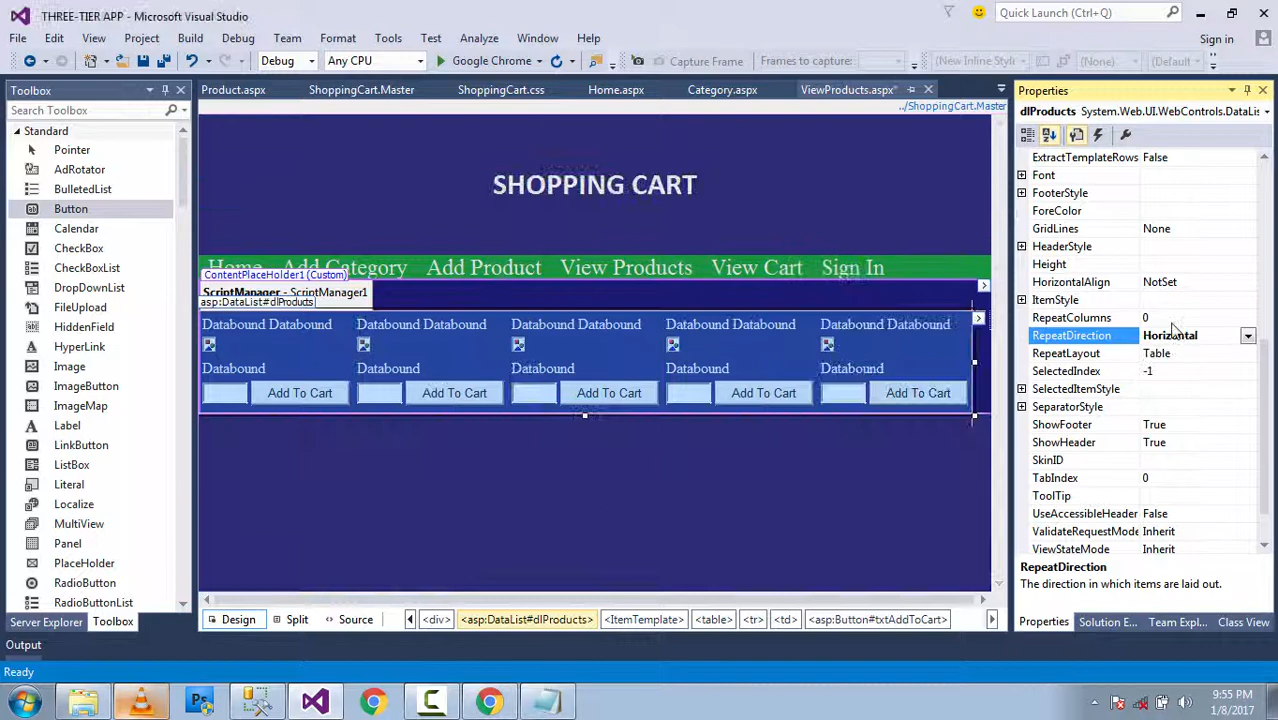 THREE-TIER APP - Microsoft Visual Studio
Quick Launch (Ctrl+Q)
File Edit View Project Build Debug Team Format Tools Test Analyze Window Help
Sign in
Debug Any CPU Google Chrome Capture Frame Frames to capture: (New Inline Styl (None) (Default
Toolbox
Search Toolbox
Standard
Pointer
AdRotator
BulletedList
Button
Calendar
CheckBox
CheckBoxList
DropDownList
FileUpload
HiddenField
HyperLink
Image
ImageButton
ImageMap
Label
LinkButton
ListBox
Literal
Localize
MultiView
Panel
PlaceHolder
RadioButton
RadioButtonList
Server Explorer Toolbox
Product.aspx ShoppingCart.Master ShoppingCart.css Home.aspx Category.aspx ViewProducts.aspx*
../ShoppingCart.Master
SHOPPING CART
Home Add Category Add Product View Products View Cart Sign In
ContentPlaceHolder1 (Custom)
ScriptManager - ScriptManager1
asp:DataList#dlProducts
Databound Databound Databound Databound Databound Databound Databound Databound Databound Databound
Databound Databound Databound Databound Databound
Add To Cart Add To Cart Add To Cart Add To Cart Add To Cart
Design Split Source <div> <asp:DataList#dlProducts> <ItemTemplate> <table> <tr> <td> <asp:Button#txtAddToCart>
Properties
dlProducts System.Web.UI.WebControls.DataLis
ExtractTemplateRows False
Font
FooterStyle
ForeColor
GridLines None
HeaderStyle
Height
HorizontalAlign NotSet
ItemStyle
RepeatColumns 0
RepeatDirection Horizontal
RepeatLayout Table
SelectedIndex -1
SelectedItemStyle
SeparatorStyle
ShowFooter True
ShowHeader True
SkinID
TabIndex 0
ToolTip
UseAccessibleHeader False
ValidateRequestMode Inherit
ViewStateMode Inherit
RepeatDirection
The direction in which items are laid out.
Properties Solution E... Team Expl... Class View
Output
Ready
9:55 PM
1/8/2017